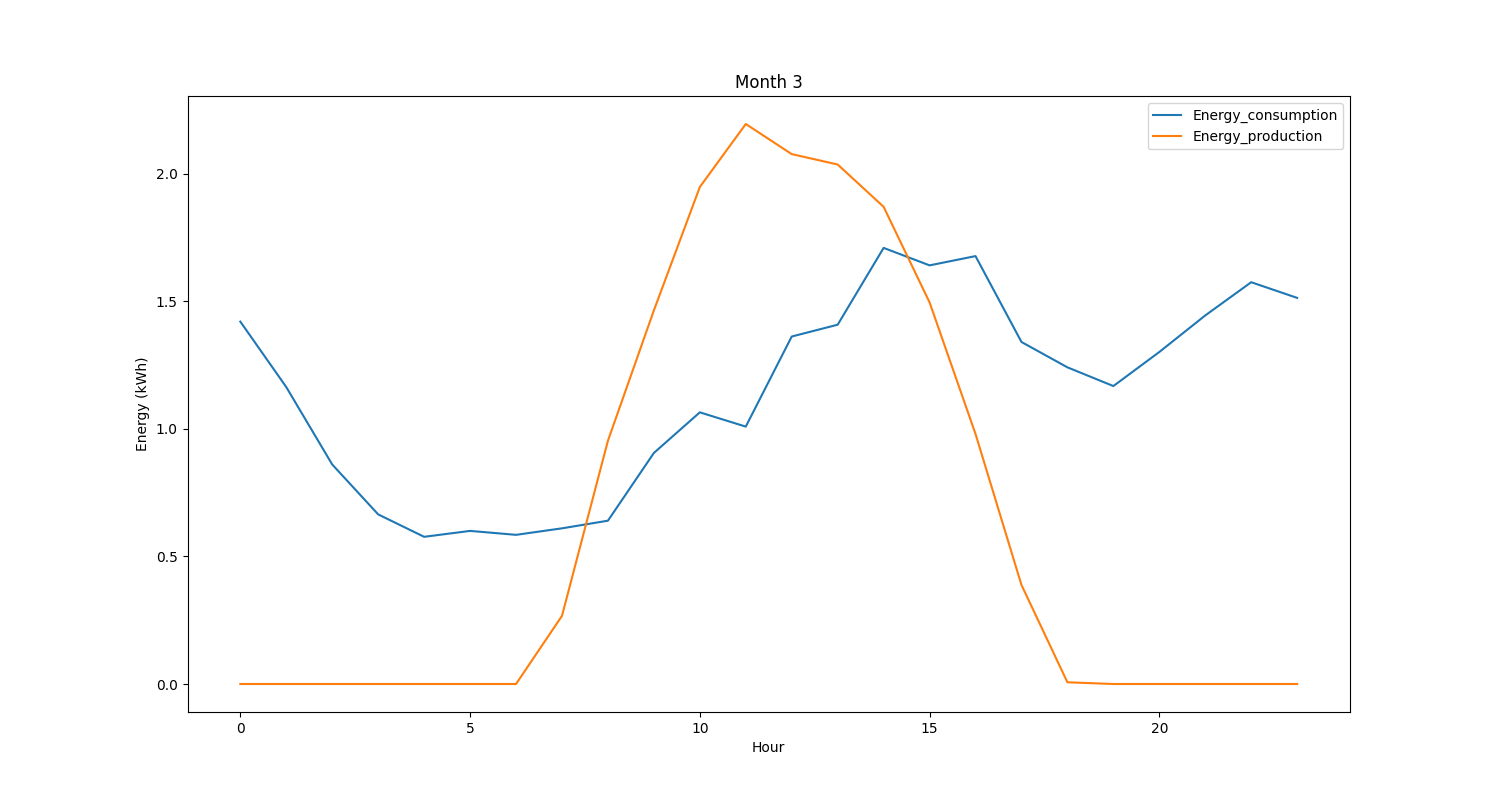 Month 3
Energy_consumption
Energy_production
2.0
1.5
1.0
0.5
0.0
Energy (kWh)
0 5 10 15 20
Hour